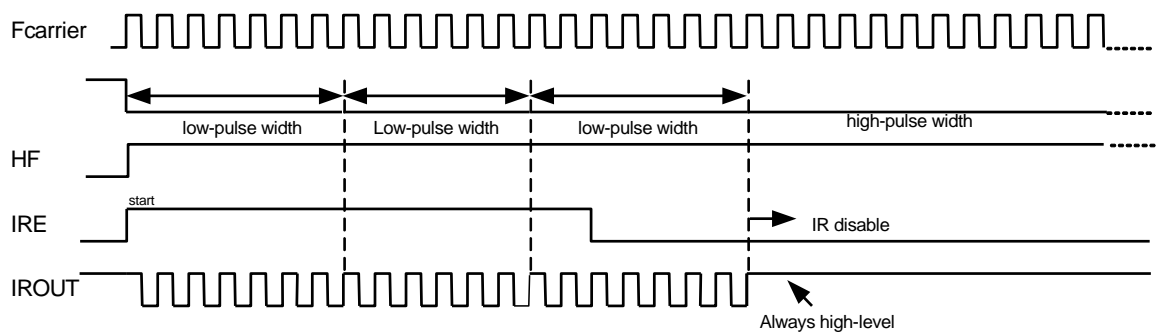 Fcarrier
low-pulse width
Low-pulse width
low-pulse width
high-pulse width
HF
start
IRE
IR disable
IROUT
Always high-level